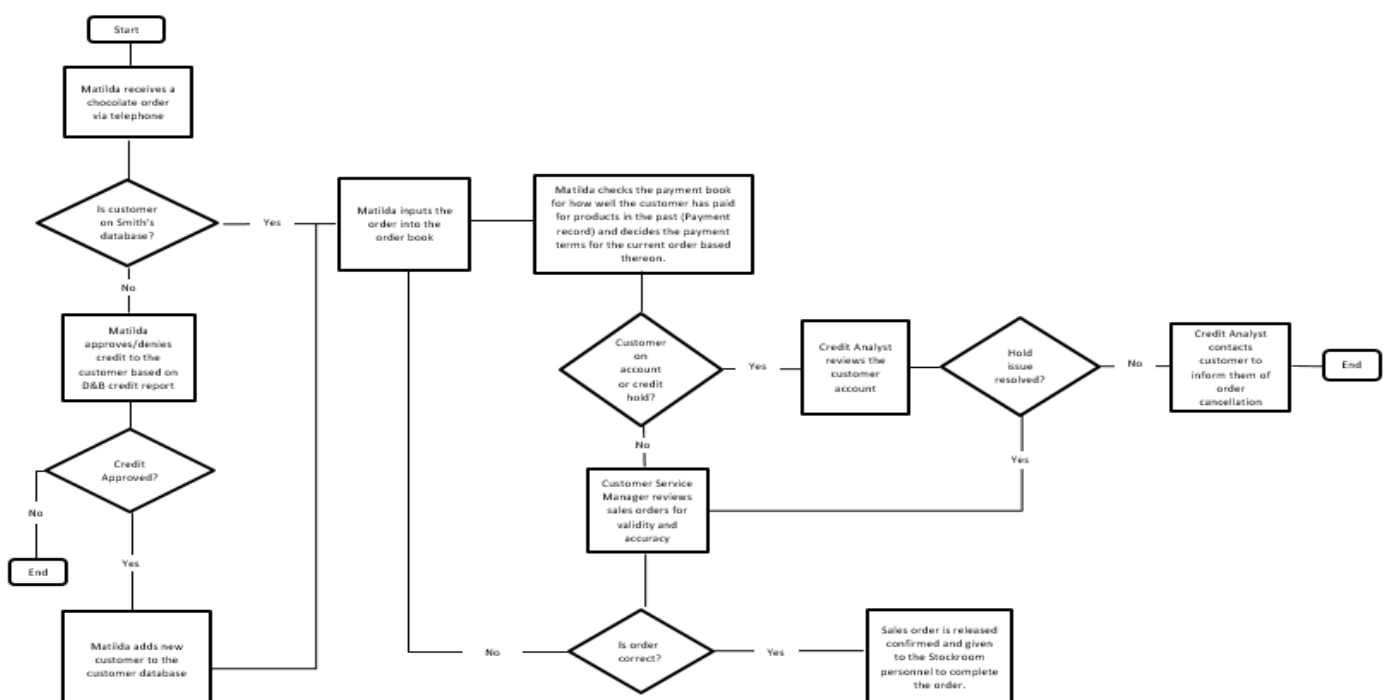 Start
Matilda receives a
chocolate order
via telephone
Is customer
on Smith's
database?
Yes
No
Matilda
approves/denies
credit to the
customer based on
D&B credit report
Credit
Approved?
No
End
Yes
Matilda adds new
customer to the
customer database
Matilda inputs the
order into the
order book
Matilda checks the payment book
for how well the customer has paid
for products in the past (Payment
record) and decides the payment
terms for the current order based
thereon.
Customer
on
account
or credit
hold?
Yes
Credit Analyst
reviews the
customer
account
Hold
issue
resolved?
No
Credit Analyst
contacts
customer to
inform them of
order
cancellation
End
Yes
No
Customer Service
Manager reviews
sales orders for
validity and
accuracy
Is order
correct?
No
Yes
Sales order is released
confirmed and given
to the Stockroom
personnel to complete
the order.